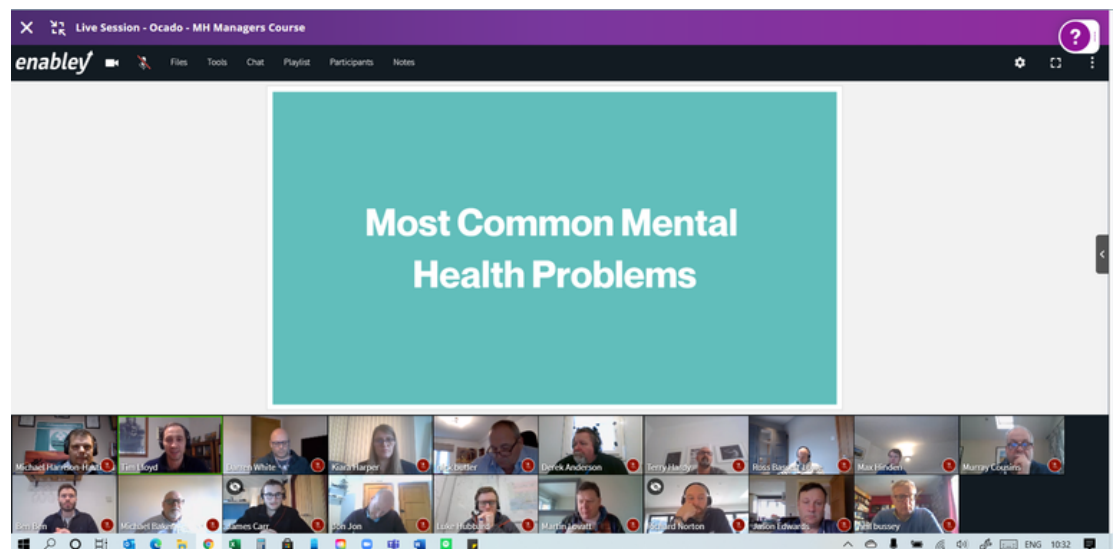 Live Session - Ocado - MH Managers Course
?
enabley
Files
Tools
Chat
Playlist
Participants
Notes
Most Common Mental
Health Problems
Tim Lloyd
Darren White
Kiara Harper
Derek Anderson
Terry Hardy
Max Hinden
Murray Cousins
Ben Ben
Michael Baker
James Carr
Jon Jon
Luke Hubbard
Martin Lovatt
Richard Norton
Jason Edwards
bussey
ENG
10:32